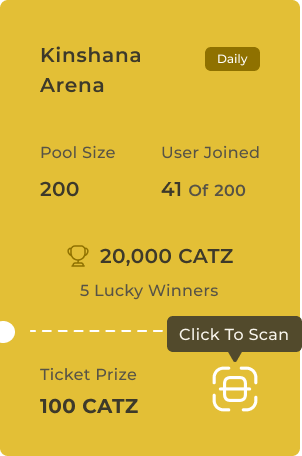 Kinshana
Arena
Daily
Pool Size
User Joined
200
41 Of 200
20,000 CATZ
5 Lucky Winners
Click To Scan
Ticket Prize
100 CATZ